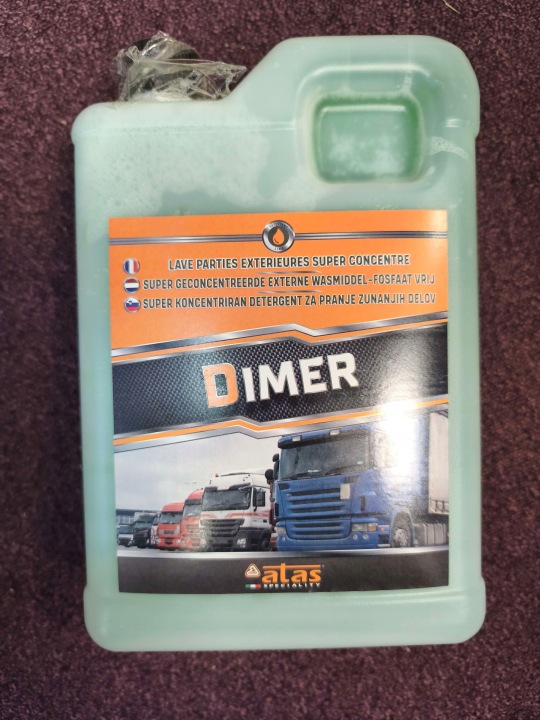 LAVE PARTIES EXTERIEURES SUPER CONCENTRE
SUPER GECONCENTREERDE EXTERNE WASMIDDEL-FOSFAAT VRIJ
SUPER KONCENTRIRAN DETERGENT ZA PRANJE ZUNANJIH DELOV
DIMER
atas
SPECIALITY